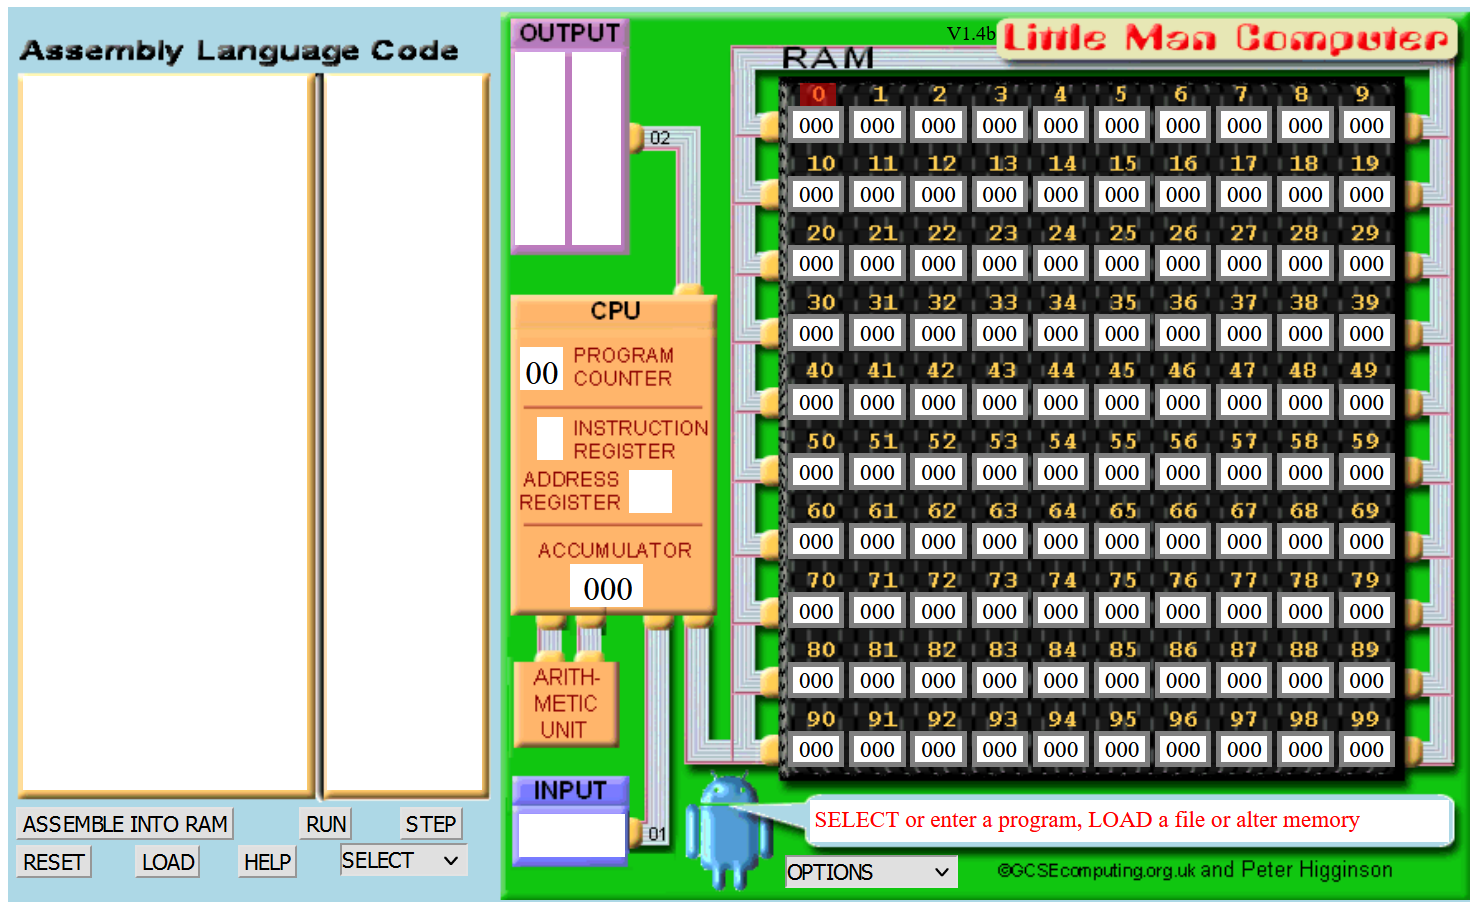 Assembly Language Code
OUTPUT
V1.4b
Little Man Computer
RAM
0 1 2 3 4 5 6 7 8 9
000 000 000 000 000 000 000 000 000 000
02
10 11 12 13 14 15 16 17 18 19
000 000 000 000 000 000 000 000 000 000
20 21 22 23 24 25 26 27 28 29
000 000 000 000 000 000 000 000 000 000
30 31 32 33 34 35 36 37 38 39
000 000 000 000 000 000 000 000 000 000
40 41 42 43 44 45 46 47 48 49
000 000 000 000 000 000 000 000 000 000
50 51 52 53 54 55 56 57 58 59
000 000 000 000 000 000 000 000 000 000
60 61 62 63 64 65 66 67 68 69
000 000 000 000 000 000 000 000 000 000
70 71 72 73 74 75 76 77 78 79
000 000 000 000 000 000 000 000 000 000
80 81 82 83 84 85 86 87 88 89
000 000 000 000 000 000 000 000 000 000
90 91 92 93 94 95 96 97 98 99
000 000 000 000 000 000 000 000 000 000
CPU
00
PROGRAM
COUNTER
INSTRUCTION
REGISTER
ADDRESS
REGISTER
ACCUMULATOR
000
ARITH-
METIC
UNIT
INPUT
01
SELECT or enter a program, LOAD a file or alter memory
ASSEMBLE INTO RAM
RUN
STEP
RESET
LOAD
HELP
SELECT
OPTIONS
©GCSEcomputing.org.uk and Peter Higginson